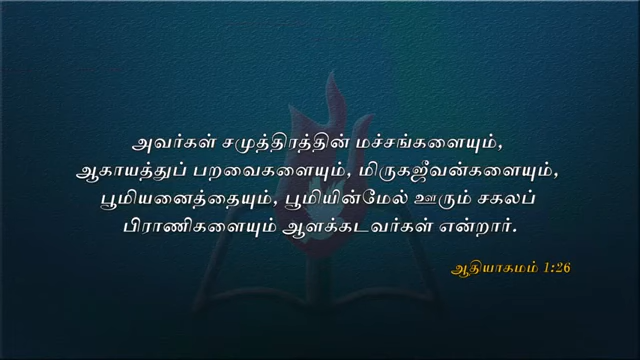 அவர்கள் சமுத்திரத்தின் மச்சங்களையும்,
ஆகாயத்துப் பறவைகளையும், மிருகஜீவன்களையும்,
பூமியனைத்தையும், பூமியின்மேல் ஊரும் சகலப்
பிராணிகளையும் ஆளக்கடவர்கள் என்றார்.
ஆதியாகமம் 1:26